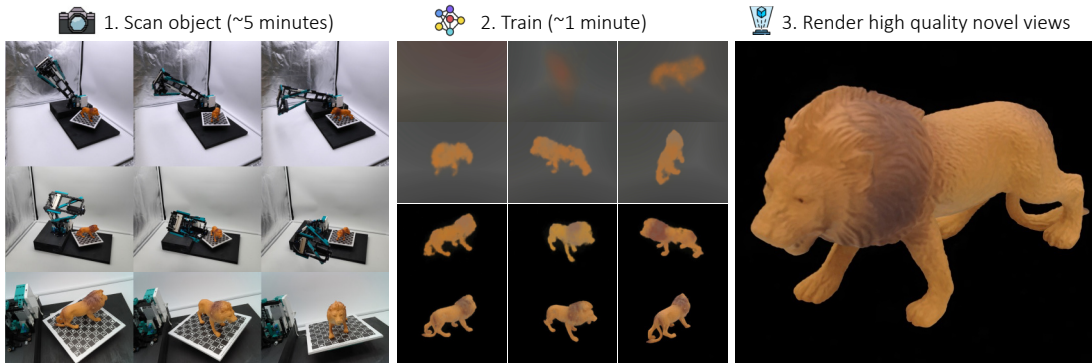 1. Scan object (~5 minutes)
2. Train (~1 minute)
3. Render high quality novel views